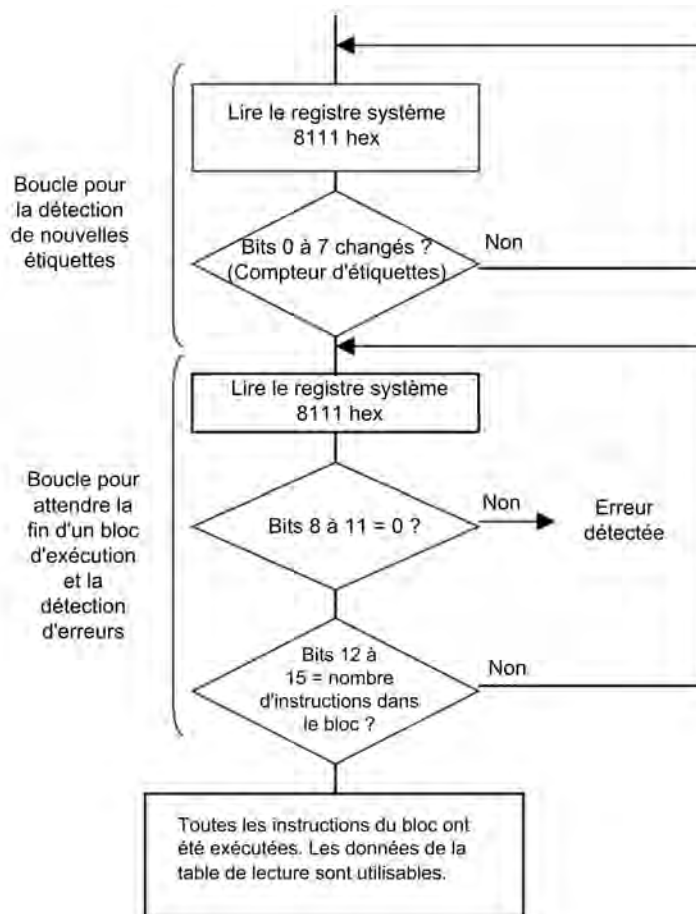 Lire le registre système
8111 hex
Boucle pour
la détection
de nouvelles
étiquettes
Bits 0 à 7 changés ?
(Compteur d'étiquettes)
Non
Lire le registre système
8111 hex
Boucle pour
attendre la
fin d'un bloc
d'exécution
et la
détection
d'erreurs
Bits 8 à 11 = 0 ?
Non
Erreur
détectée
Bits 12 à
15 = nombre
d'instructions dans
le bloc ?
Non
Toutes les instructions du bloc ont
été exécutées. Les données de la
table de lecture sont utilisables.